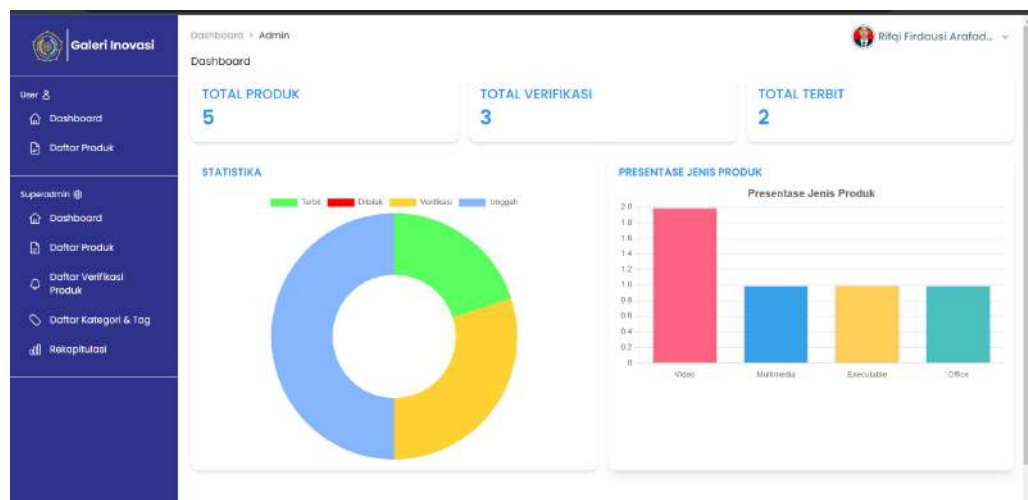 Galeri Inovasi
Dashboard > Admin
Rifqi Firdausi Arafad...
Dashboard
User
Dashboard
Daftar Produk
Superadmin
Dashboard
Daftar Produk
Daftar Verifikasi
Produk
Daftar Kategori & Tag
Rekapitulasi
TOTAL PRODUK
5
TOTAL VERIFIKASI
3
TOTAL TERBIT
2
STATISTIKA
Terbit Ditolak Verifikasi Unggah
PRESENTASE JENIS PRODUK
Presentase Jenis Produk
2.0
1.8
1.6
1.4
1.2
1.0
0.8
0.6
0.4
0.2
0
Video Multimedia Executable Office